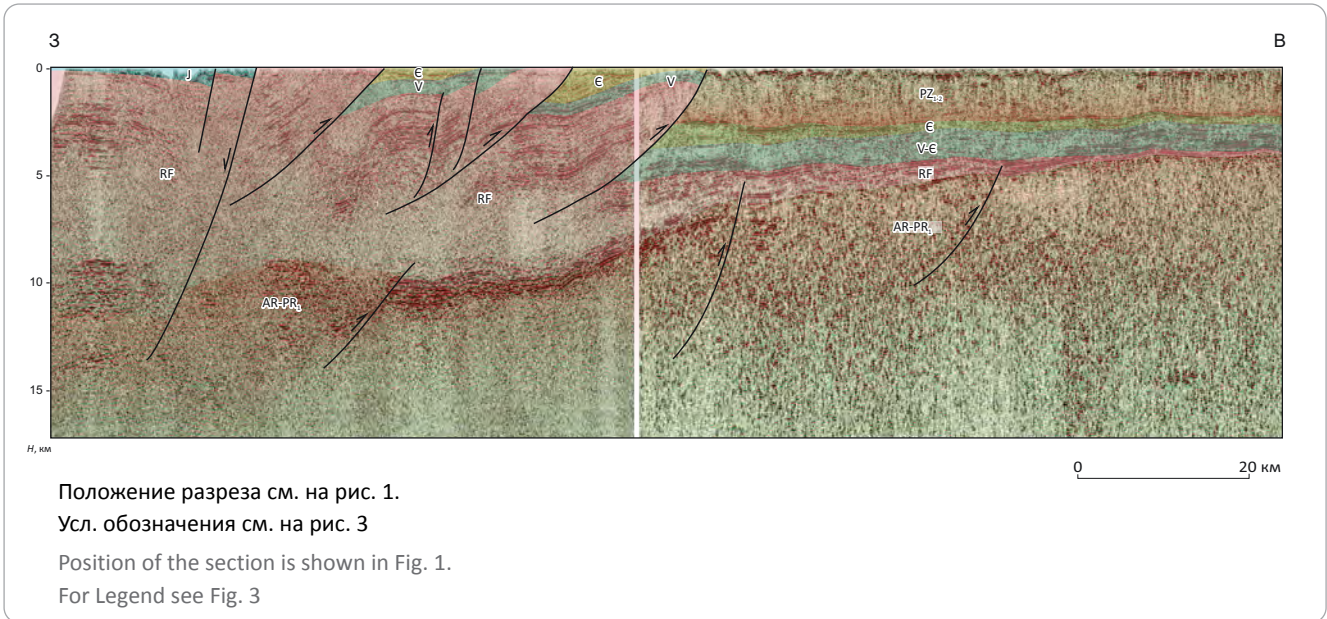 З В
0
J
Є
V
Є
V
PZ₁₋₂
Є
V-Є
5
RF
RF
RF
AR-PR₁
10
AR-PR₁
15
H, км
0 20 км
Положение разреза см. на рис. 1.
Усл. обозначения см. на рис. 3
Position of the section is shown in Fig. 1.
For Legend see Fig. 3